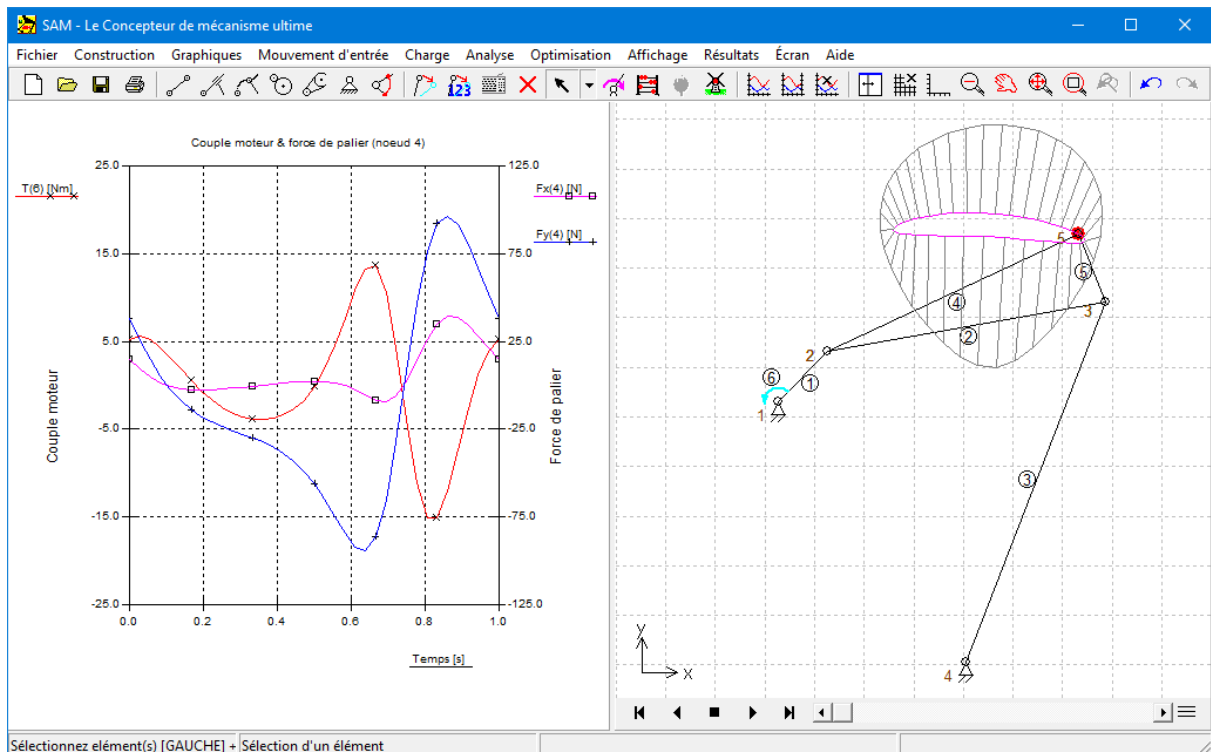 SAM - Le Concepteur de mécanisme ultime
Fichier Construction Graphiques Mouvement d'entrée Charge Analyse Optimisation Affichage Résultats Écran Aide
123
Couple moteur & force de palier (noeud 4)
T(6) [Nm]
25.0
15.0
5.0
-5.0
-15.0
-25.0
Couple moteur
125.0
75.0
25.0
-25.0
-75.0
-125.0
Fx(4) [N]
Fy(4) [N]
Force de palier
0.0 0.2 0.4 0.6 0.8 1.0
Temps [s]
5
5
4
3
2
2
6
1
1
3
4
y
x
Sélectionnez elément(s) [GAUCHE] + Sélection d'un élément